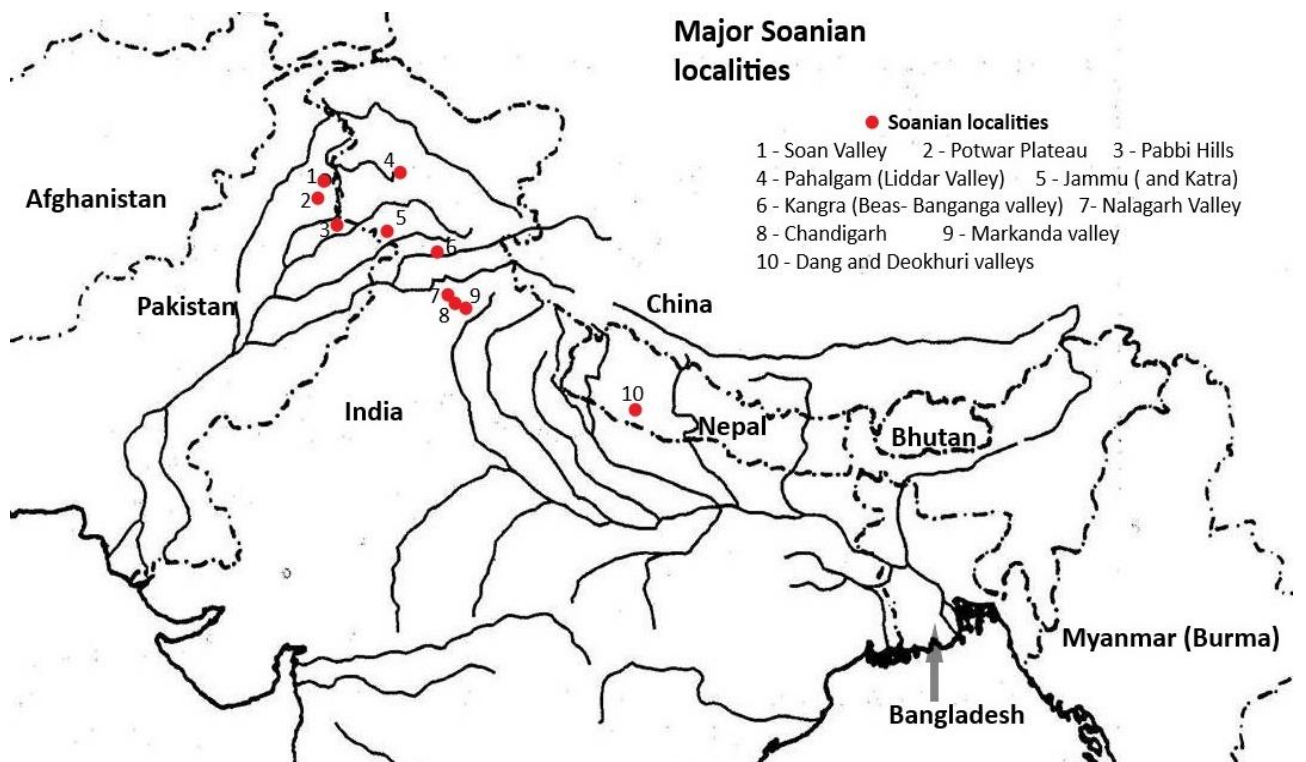 Major Soanian
localities
Soanian localities
1 - Soan Valley 2 - Potwar Plateau 3 - Pabbi Hills
4 - Pahalgam (Liddar Valley) 5 - Jammu ( and Katra)
6 - Kangra (Beas- Banganga valley) 7- Nalagarh Valley
8 - Chandigarh 9 - Markanda valley
10 - Dang and Deokhuri valleys
4
1
Afghanistan
2
3
5
6
Pakistan
7
9
8
China
10
India
Nepal
Bhutan
Myanmar (Burma)
Bangladesh